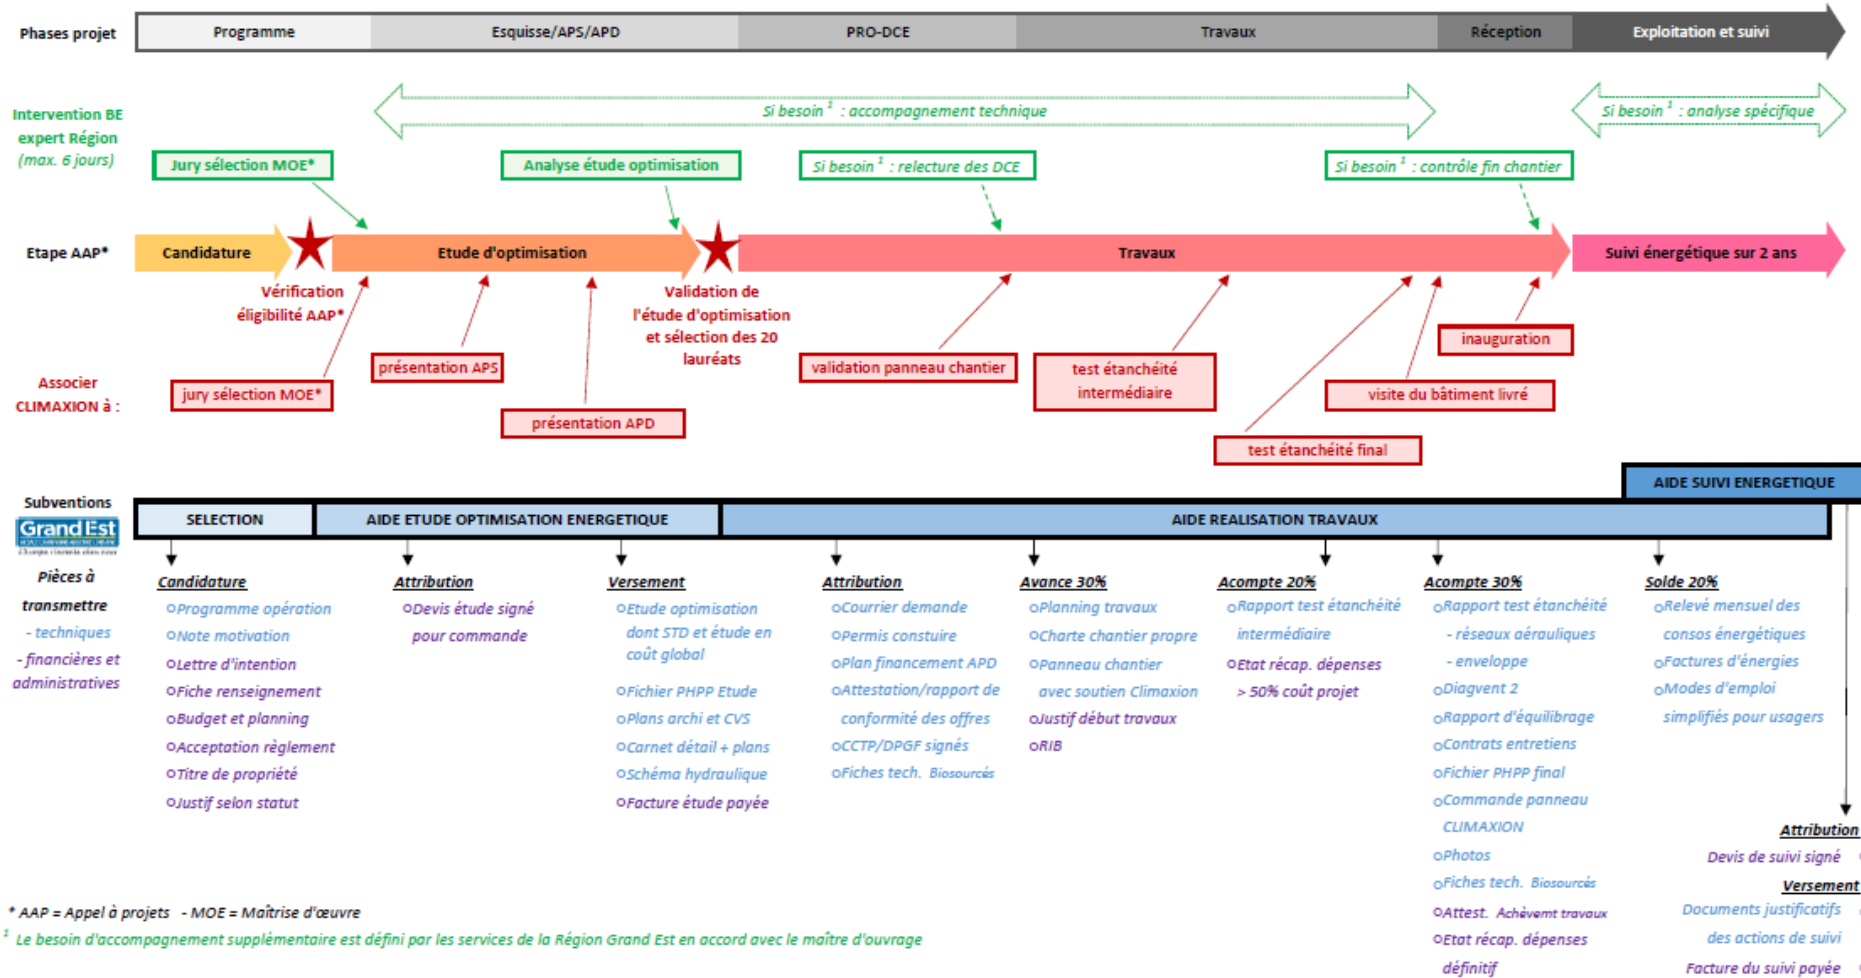 Phases projet
Programme
Esquisse/APS/APD
PRO-DCE
Travaux
Réception
Exploitation et suivi
Intervention BE
expert Région
(max. 6 jours)
Si besoin ¹ : accompagnement technique
Si besoin ¹ : analyse spécifique
Jury sélection MOE*
Analyse étude optimisation
Si besoin ¹ : relecture des DCE
Si besoin ¹ : contrôle fin chantier
Etape AAP*
Candidature
Etude d'optimisation
Travaux
Suivi énergétique sur 2 ans
Vérification
éligibilité AAP*
Validation de
l'étude d'optimisation
et sélection des 20
lauréats
Associer
CLIMAXION à :
jury sélection MOE*
présentation APS
présentation APD
validation panneau chantier
test étanchéité
intermédiaire
test étanchéité final
visite du bâtiment livré
inauguration
Subventions
Grand Est
AIDE SUIVI ENERGETIQUE
SELECTION
AIDE ETUDE OPTIMISATION ENERGETIQUE
AIDE REALISATION TRAVAUX
Pièces à
transmettre
- techniques
- financières et
administratives
Candidature
Programme opération
Note motivation
Lettre d'intention
Fiche renseignement
Budget et planning
Acceptation règlement
Titre de propriété
Justif selon statut
Attribution
Devis étude signé
pour commande
Versement
Etude optimisation
dont STD et étude en
coût global
Fichier PHPP Etude
Plans archi et CVS
Carnet détail + plans
Schéma hydraulique
Facture étude payée
Attribution
Courrier demande
Permis constuire
Plan financement APD
Attestation/rapport de
conformité des offres
CCTP/DPGF signés
Fiches tech. Biosourcés
Avance 30%
Planning travaux
Charte chantier propre
Panneau chantier
avec soutien Climaxion
Justif début travaux
RIB
Acompte 20%
Rapport test étanchéité
intermédiaire
Etat récap. dépenses
> 50% coût projet
Acompte 30%
Rapport test étanchéité
- réseaux aérauliques
- enveloppe
Diagvent 2
Rapport d'équilibrage
Contrats entretiens
Fichier PHPP final
Commande panneau
CLIMAXION
Photos
Fiches tech. Biosourcés
Attest. Achèvemt travaux
Etat récap. dépenses
définitif
Solde 20%
Relevé mensuel des
consos énergétiques
Factures d'énergies
Modes d'emploi
simplifiés pour usagers
Attribution
Devis de suivi signé
Versement
Documents justificatifs
des actions de suivi
Facture du suivi payée
* AAP = Appel à projets - MOE = Maîtrise d'œuvre
¹ Le besoin d'accompagnement supplémentaire est défini par les services de la Région Grand Est en accord avec le maître d'ouvrage